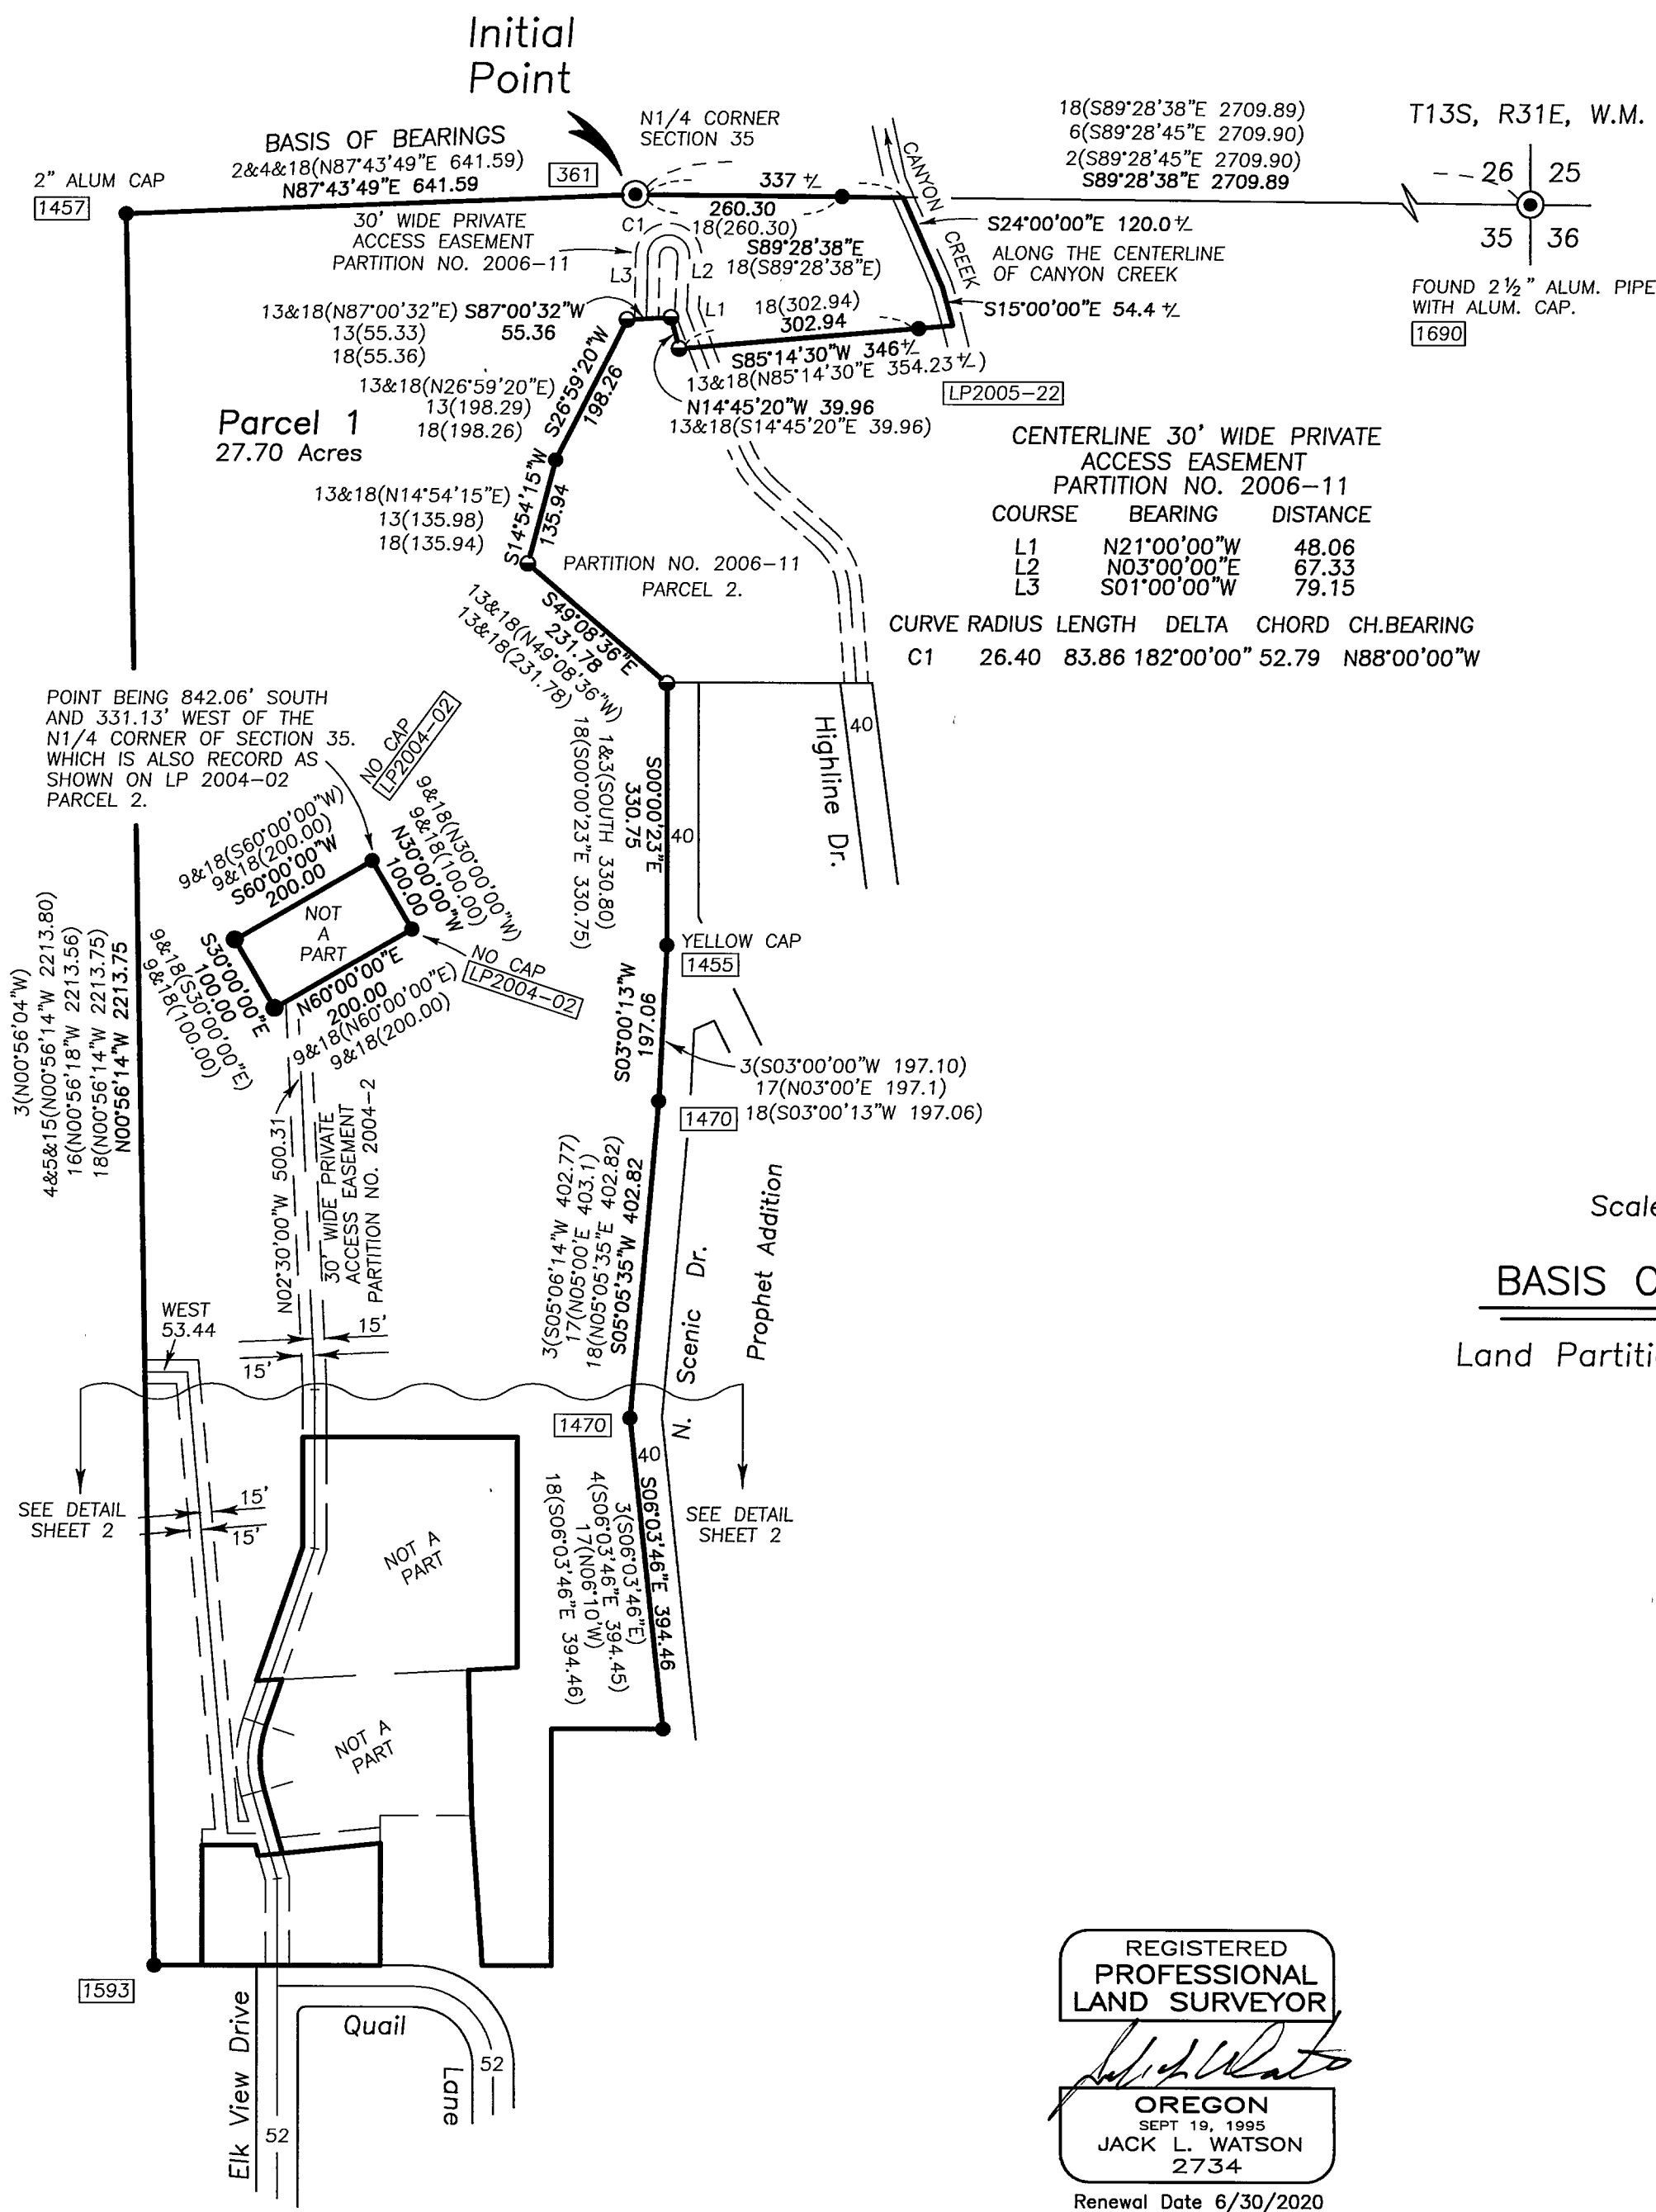 Initial
Point
N1/4 CORNER
SECTION 35
BASIS OF BEARINGS
2&4&18(N87°43'49"E 641.59)
N87°43'49"E 641.59
361
2" ALUM CAP
1457
337 +/-
260.30
18(260.30)
S89°28'38"E
18(S89°28'38"E)
18(S89°28'38"E 2709.89)
6(S89°28'45"E 2709.90)
2(S89°28'45"E 2709.90)
S89°28'38"E 2709.89
T13S, R31E, W.M.
26 25
35 36
FOUND 2½" ALUM. PIPE
WITH ALUM. CAP.
1690
CANYON
CREEK
S24°00'00"E 120.0 +/-
ALONG THE CENTERLINE
OF CANYON CREEK
S15°00'00"E 54.4 +/-
30' WIDE PRIVATE
ACCESS EASEMENT
PARTITION NO. 2006-11
C1
L3
L2
L1
13&18(N87°00'32"E)
13(55.33)
18(55.36)
S87°00'32"W
55.36
18(302.94)
302.94
S85°14'30"W 346+/-
13&18(N85°14'30"E 354.23+/-)
N14°45'20"W 39.96
13&18(S14°45'20"E 39.96)
LP2005-22
13&18(N26°59'20"E)
13(198.29)
18(198.26)
S26°59'20"W
198.26
Parcel 1
27.70 Acres
13&18(N14°54'15"E)
13(135.98)
18(135.94)
S14°54'15"W
135.94
PARTITION NO. 2006-11
PARCEL 2.
CENTERLINE 30' WIDE PRIVATE
ACCESS EASEMENT
PARTITION NO. 2006-11
COURSE BEARING DISTANCE
L1 N21°00'00"W 48.06
L2 N03°00'00"E 67.33
L3 S01°00'00"W 79.15
CURVE RADIUS LENGTH DELTA CHORD CH.BEARING
C1 26.40 83.86 182°00'00" 52.79 N88°00'00"W
S49°08'36"E
231.78
13&18(N49°08'36"W)
13&18(231.78)
POINT BEING 842.06' SOUTH
AND 331.13' WEST OF THE
N1/4 CORNER OF SECTION 35.
WHICH IS ALSO RECORD AS
SHOWN ON LP 2004-02
PARCEL 2.
NO CAP
LP2004-02
9&18(S60°00'00"W)
9&18(200.00)
S60°00'00"W
200.00
9&18(N30°00'00"W)
9&18(100.00)
N30°00'00"W
100.00
NOT
A
PART
S30°00'00"E
100.00
9&18(S30°00'00"E)
9&18(100.00)
N60°00'00"E
200.00
9&18(N60°00'00"E)
9&18(200.00)
NO CAP
LP2004-02
S00°00'23"E
330.75
1&3(SOUTH 330.80)
18(S00°00'23"E 330.75)
40
Highline Dr.
40
YELLOW CAP
1455
S03°00'13"W
197.06
3(S03°00'00"W 197.10)
17(N03°00'E 197.1)
18(S03°00'13"W 197.06)
1470
3(N00°56'04"W)
4&5&15(N00°56'14"W 2213.80)
16(N00°56'18"W 2213.56)
18(N00°56'14"W 2213.75)
N00°56'14"W 2213.75
N02°30'00"W 500.31
30' WIDE PRIVATE
ACCESS EASEMENT
PARTITION NO. 2004-2
3(S05°06'14"W 402.77)
17(N05°00'E 403.1)
18(N05°05'35"E 402.82)
S05°05'35"W 402.82
N. Scenic Dr.
Prophet Addition
Scale
BASIS O
Land Partitio
WEST
53.44
15'
15'
1470
40
SEE DETAIL
SHEET 2
15'
15'
SEE DETAIL
SHEET 2
S06°03'46"E 394.46
3(S06°03'46"E)
4(S06°03'46"E 394.45)
17(N06°10'W)
18(S06°03'46"E 394.46)
NOT A
PART
NOT A
PART
1593
Elk View Drive
52
Quail
Lane
52
REGISTERED
PROFESSIONAL
LAND SURVEYOR
OREGON
SEPT 19, 1995
JACK L. WATSON
2734
Renewal Date 6/30/2020